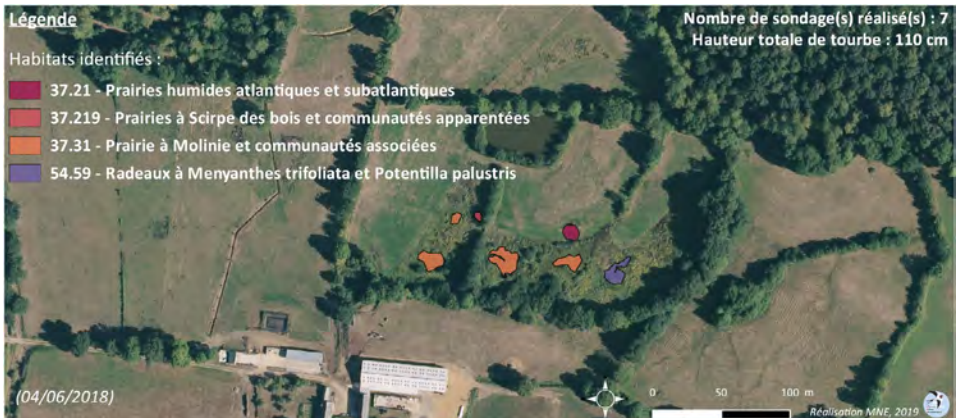 Légende
Nombre de sondage(s) réalisé(s) : 7
Hauteur totale de tourbe : 110 cm
Habitats identifiés :
37.21 - Prairies humides atlantiques et subatlantiques
37.219 - Prairies à Scirpe des bois et communautés apparentées
37.31 - Prairie à Molinie et communautés associées
54.59 - Radeaux à Menyanthes trifoliata et Potentilla palustris
(04/06/2018)
0 50 100 m
Réalisation MNE, 2019